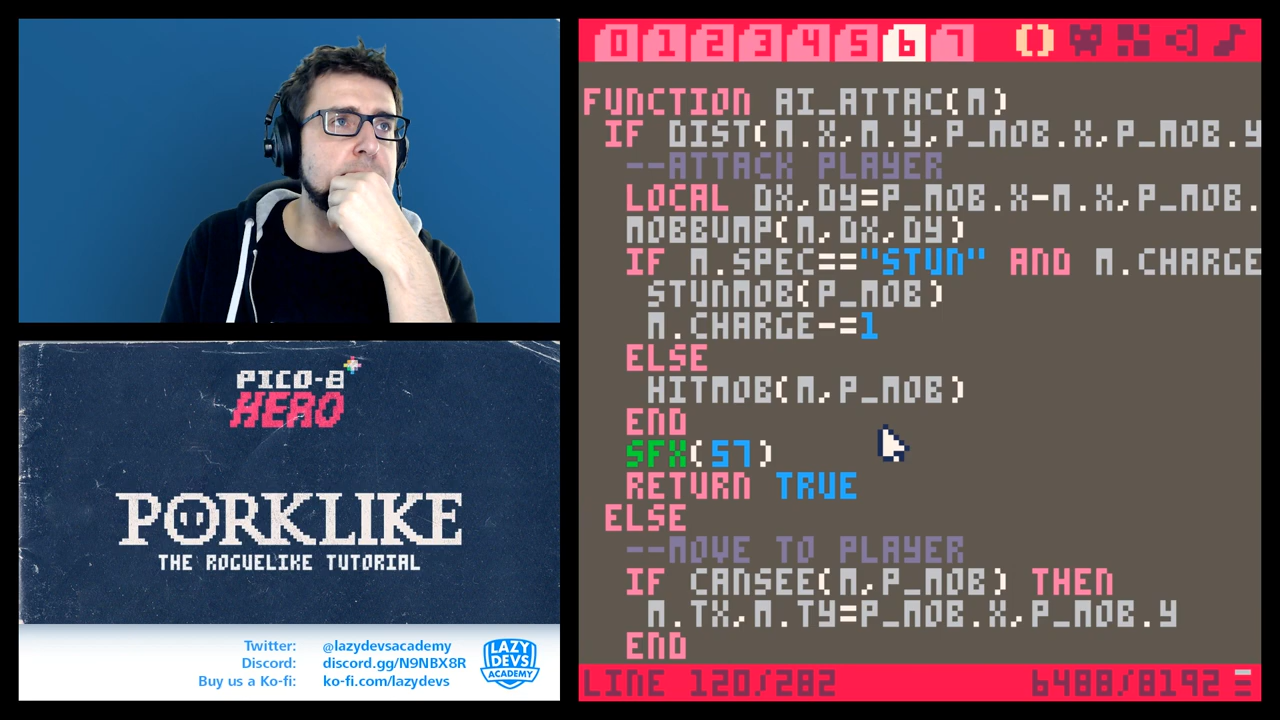 0 1 2 3 4 5 6 7
FUNCTION AI_ATTAC(M)
IF DIST(M.X,M.Y,P_MOB.X,P_MOB.Y
--ATTACK PLAYER
LOCAL DX,DY=P_MOB.X-M.X,P_MOB.
MOBBUMP(M,DX,DY)
IF M.SPEC=="STUN" AND M.CHARGE
STUNMOB(P_MOB)
M.CHARGE-=1
ELSE
HITMOB(M,P_MOB)
END
SFX(57)
RETURN TRUE
ELSE
--MOVE TO PLAYER
IF CANSEE(M,P_MOB) THEN
M.TX,M.TY=P_MOB.X,P_MOB.Y
END
LINE 120/282 6488/8192
PICO-8
HERO
PORKLIKE
THE ROGUELIKE TUTORIAL
Twitter: @lazydevsacademy
Discord: discord.gg/N9NBX8R
Buy us a Ko-fi: ko-fi.com/lazydevs
LAZY
DEVS
ACADEMY